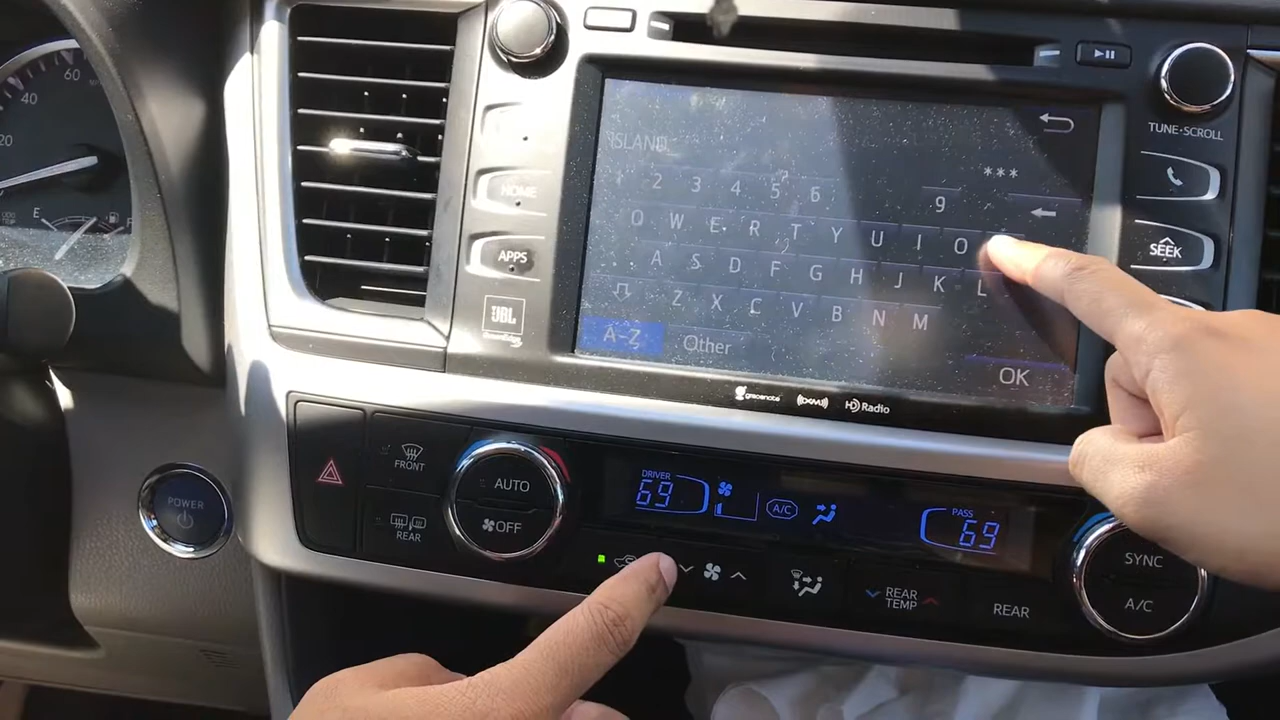 60
40
20
E
F
HOME
APPS
JBL
TUNE·SCROLL
SEEK
ISLAND
***
2 3 4 5 6 9
Q W E R T Y U I O
A S D F G H J K L
Z X C V B N M
A-Z Other
OK
gracenote
((SXM))
HD Radio
POWER
FRONT
REAR
AUTO
OFF
DRIVER
69
A/C
PASS
69
REAR TEMP
REAR
SYNC
A/C